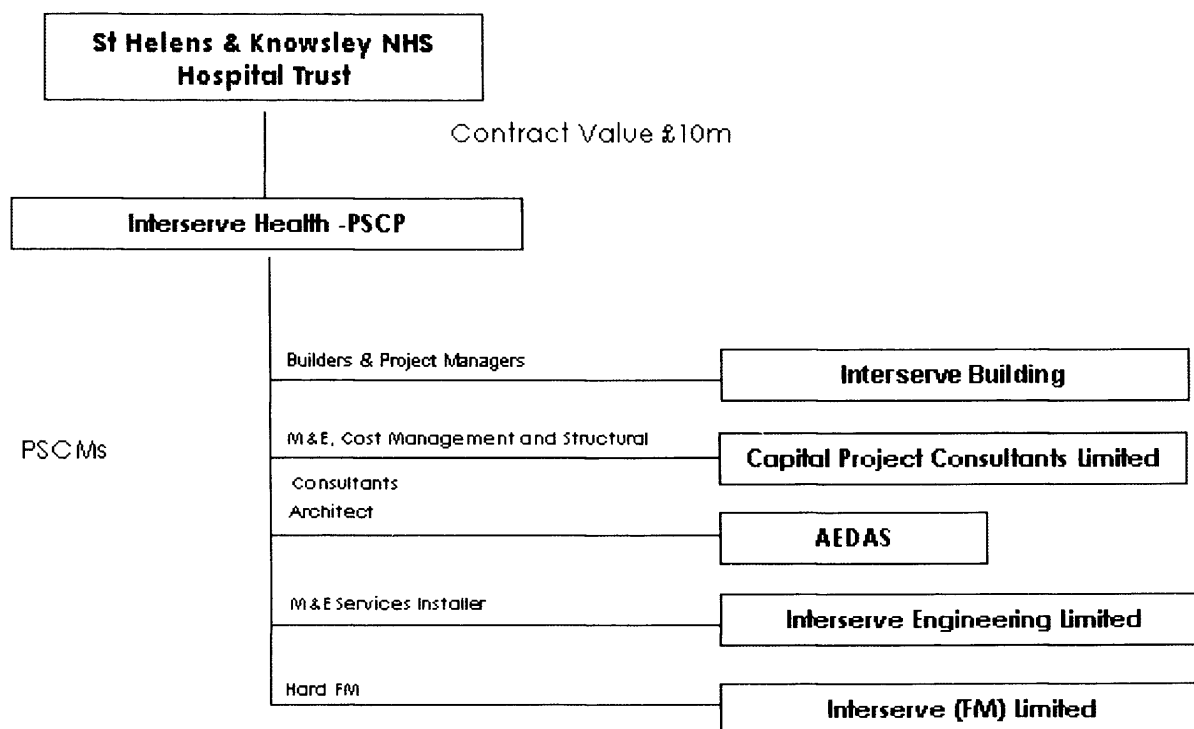 St Helens & Knowsley NHS
Hospital Trust
Contract Value £10m
Interserve Health -PSCP
Builders & Project Managers
Interserve Building
PSCMs
M&E, Cost Management and Structural
Capital Project Consultants Limited
Consultants
Architect
AEDAS
M&E Services Installer
Interserve Engineering Limited
Hard FM
Interserve (FM) Limited